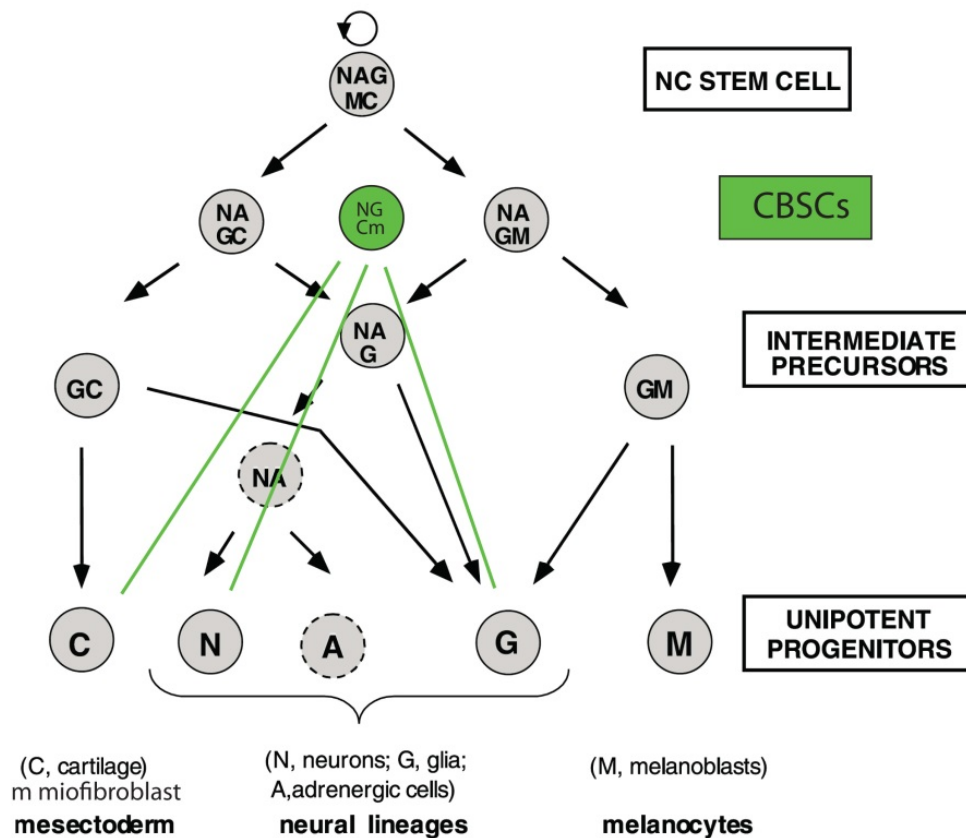 NAG
MC
NC STEM CELL
NA
GC
NG
Cm
NA
GM
CBSCs
NA
G
INTERMEDIATE
PRECURSORS
GC
GM
NA
C
N
A
G
M
UNIPOTENT
PROGENITORS
(C, cartilage)
m miofibroblast
mesectoderm
(N, neurons; G, glia;
A,adrenergic cells)
neural lineages
(M, melanoblasts)
melanocytes